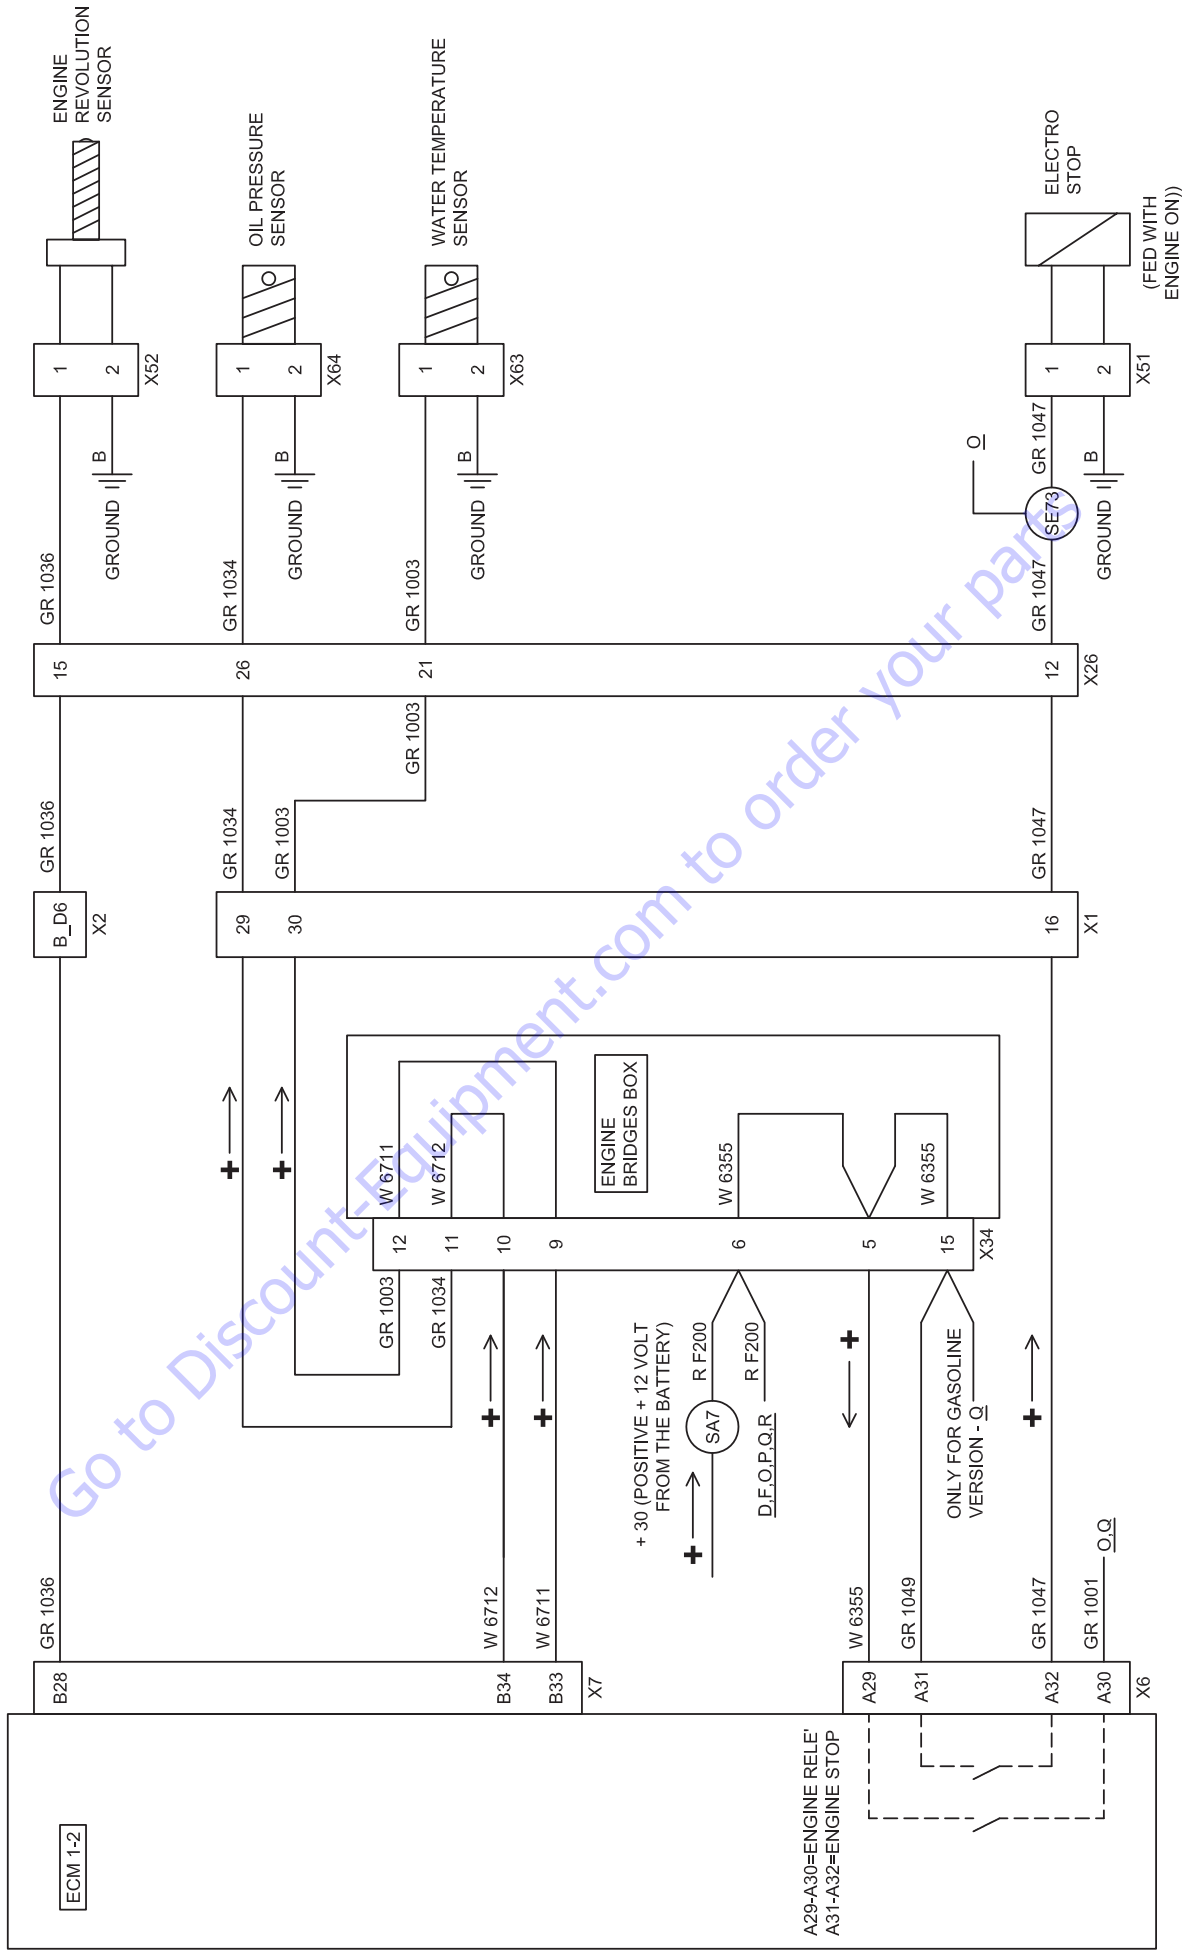 ENGINE
REVOLUTION
SENSOR
OIL PRESSURE
SENSOR
WATER TEMPERATURE
SENSOR
ELECTRO
STOP
(FED WITH
ENGINE ON))
1
2
X52
1
2
X64
1
2
X63
1
2
X51
B
GROUND
B
GROUND
B
GROUND
B
GROUND
O
GR 1047
SE73
GR 1036
GR 1034
GR 1003
GR 1047
15
26
21
12
X26
GR 1003
GR 1036
GR 1034
GR 1003
GR 1047
B_D6
X2
29
30
16
X1
ENGINE
BRIDGES BOX
W 6711
W 6712
W 6355
W 6355
12
11
10
9
6
5
15
X34
GR 1003
GR 1034
+ 30 (POSITIVE + 12 VOLT
FROM THE BATTERY)
R F200
R F200
SA7
D,F,O,P,Q,R
ONLY FOR GASOLINE
VERSION - Q
GR 1036
W 6712
W 6711
W 6355
GR 1049
GR 1047
GR 1001
O,Q
B28
B34
B33
X7
A29
A31
A32
A30
X6
ECM 1-2
A29-A30=ENGINE RELE'
A31-A32=ENGINE STOP
+
+
+
+
+
+
+
Go to Discount-Equipment.com to order your parts